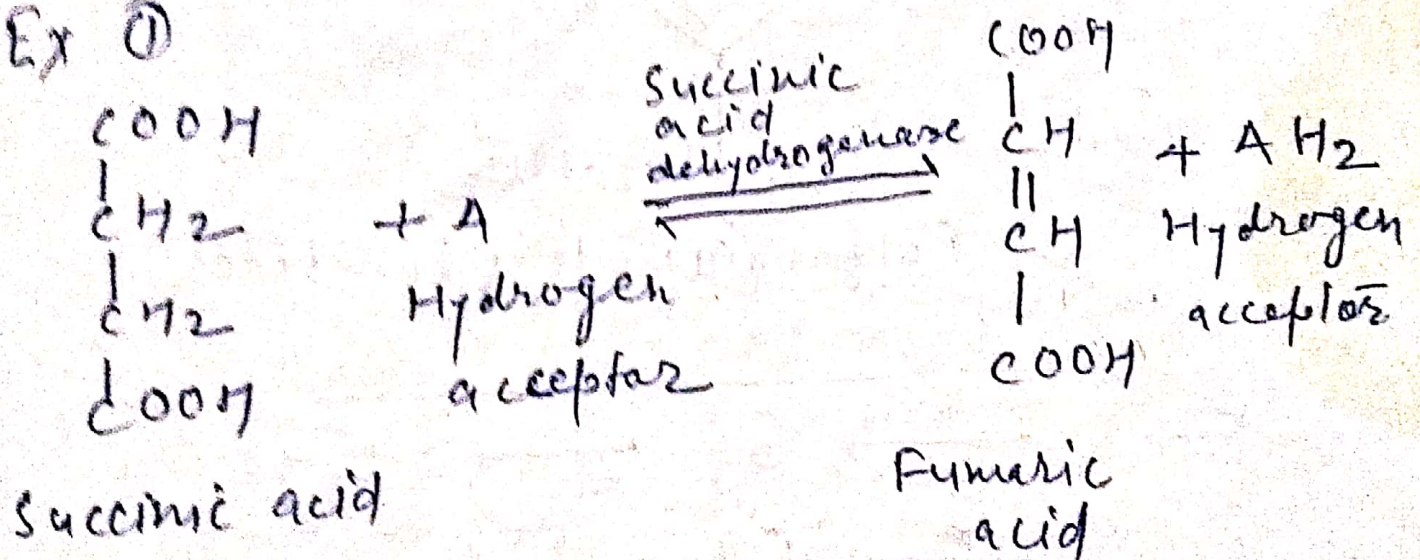 Ex ①
COOH
|
CH2 + A
| Hydrogen
CH2 acceptar
|
COOH
Succinic acid
Succinic
acid
dehydrogenase
COOH
|
CH + AH2
|| Hydrogen
CH acceptor
|
COOH
Fumaric
acid